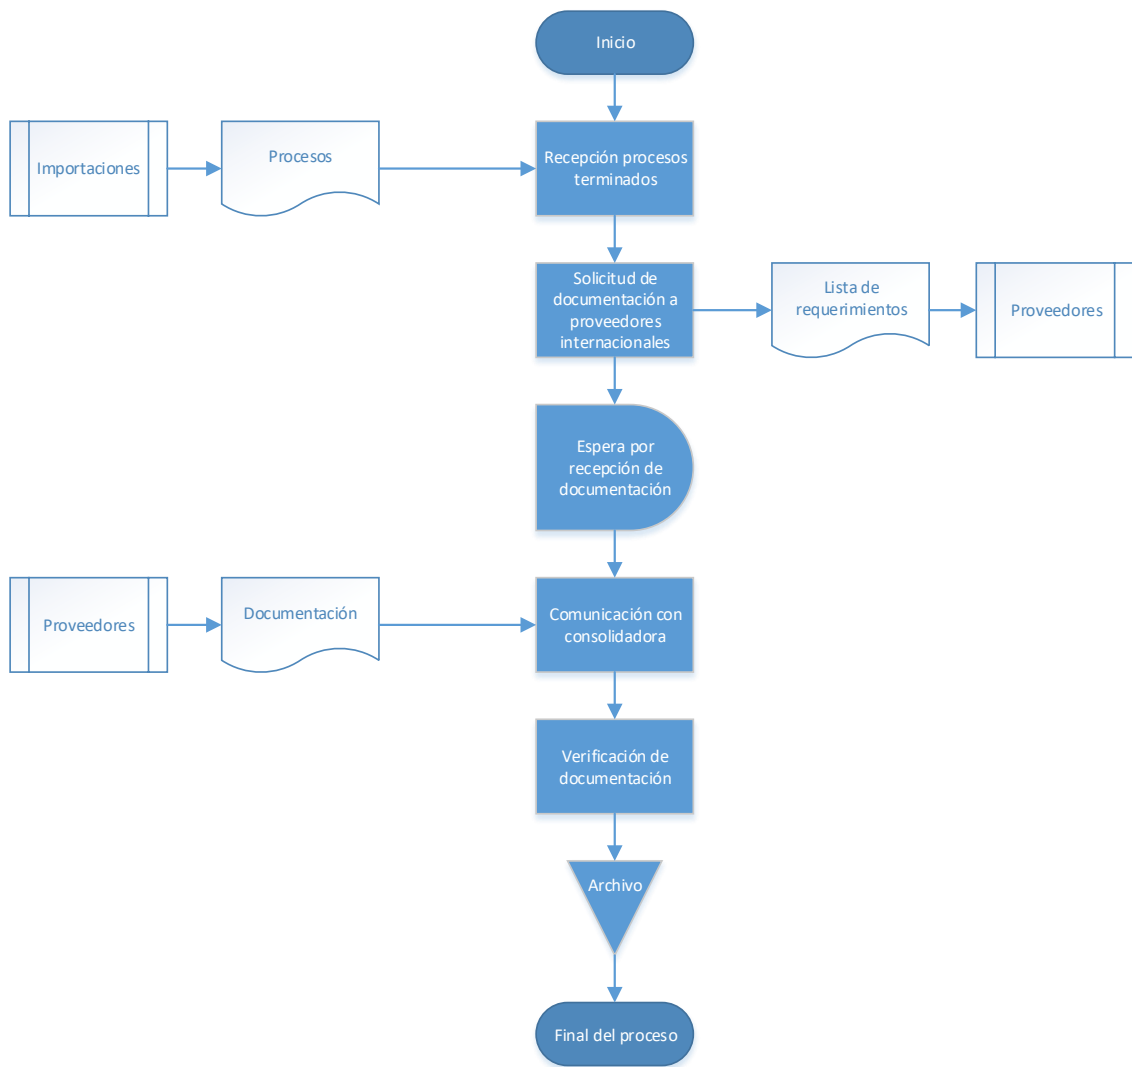 Inicio
Importaciones
Procesos
Recepción procesos
terminados
Solicitud de
documentación a
proveedores
internacionales
Lista de
requerimientos
Proveedores
Espera por
recepción de
documentación
Proveedores
Documentación
Comunicación con
consolidadora
Verificación de
documentación
Archivo
Final del proceso